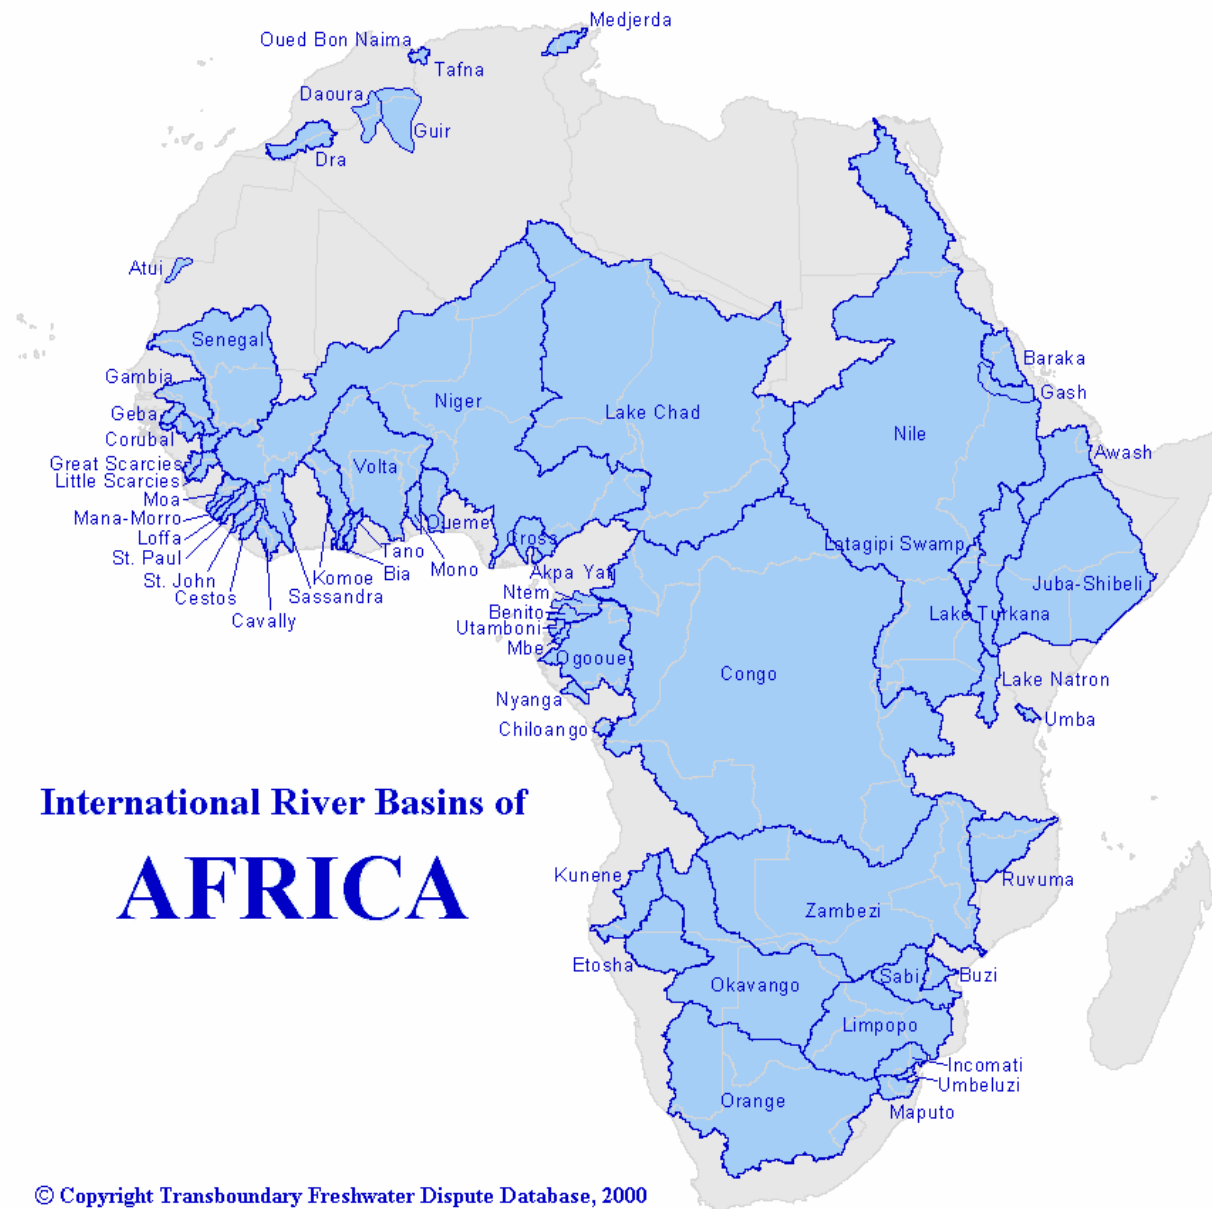 Medjerda
Oued Bon Naima
Tafna
Daoura
Guir
Dra
Atui
Senegal
Baraka
Gambia
Gash
Niger
Lake Chad
Geba
Nile
Corubal
Awash
Great Scarcies
Volta
Little Scarcies
Moa
Mana-Morro
Oueme
Loffa
Cross
Lotagipi Swamp
St. Paul
Tano
St. John
Komoe
Bia
Mono
Akpa Yafi
Juba-Shibeli
Cestos
Sassandra
Ntem
Cavally
Benito
Lake Turkana
Utamboni
Mbe
Ogooue
Congo
Lake Natron
Nyanga
Umba
Chiloango
International River Basins of
AFRICA
Kunene
Ruvuma
Zambezi
Etosha
Sabi
Buzi
Okavango
Limpopo
Incomati
Umbeluzi
Orange
Maputo
© Copyright Transboundary Freshwater Dispute Database, 2000